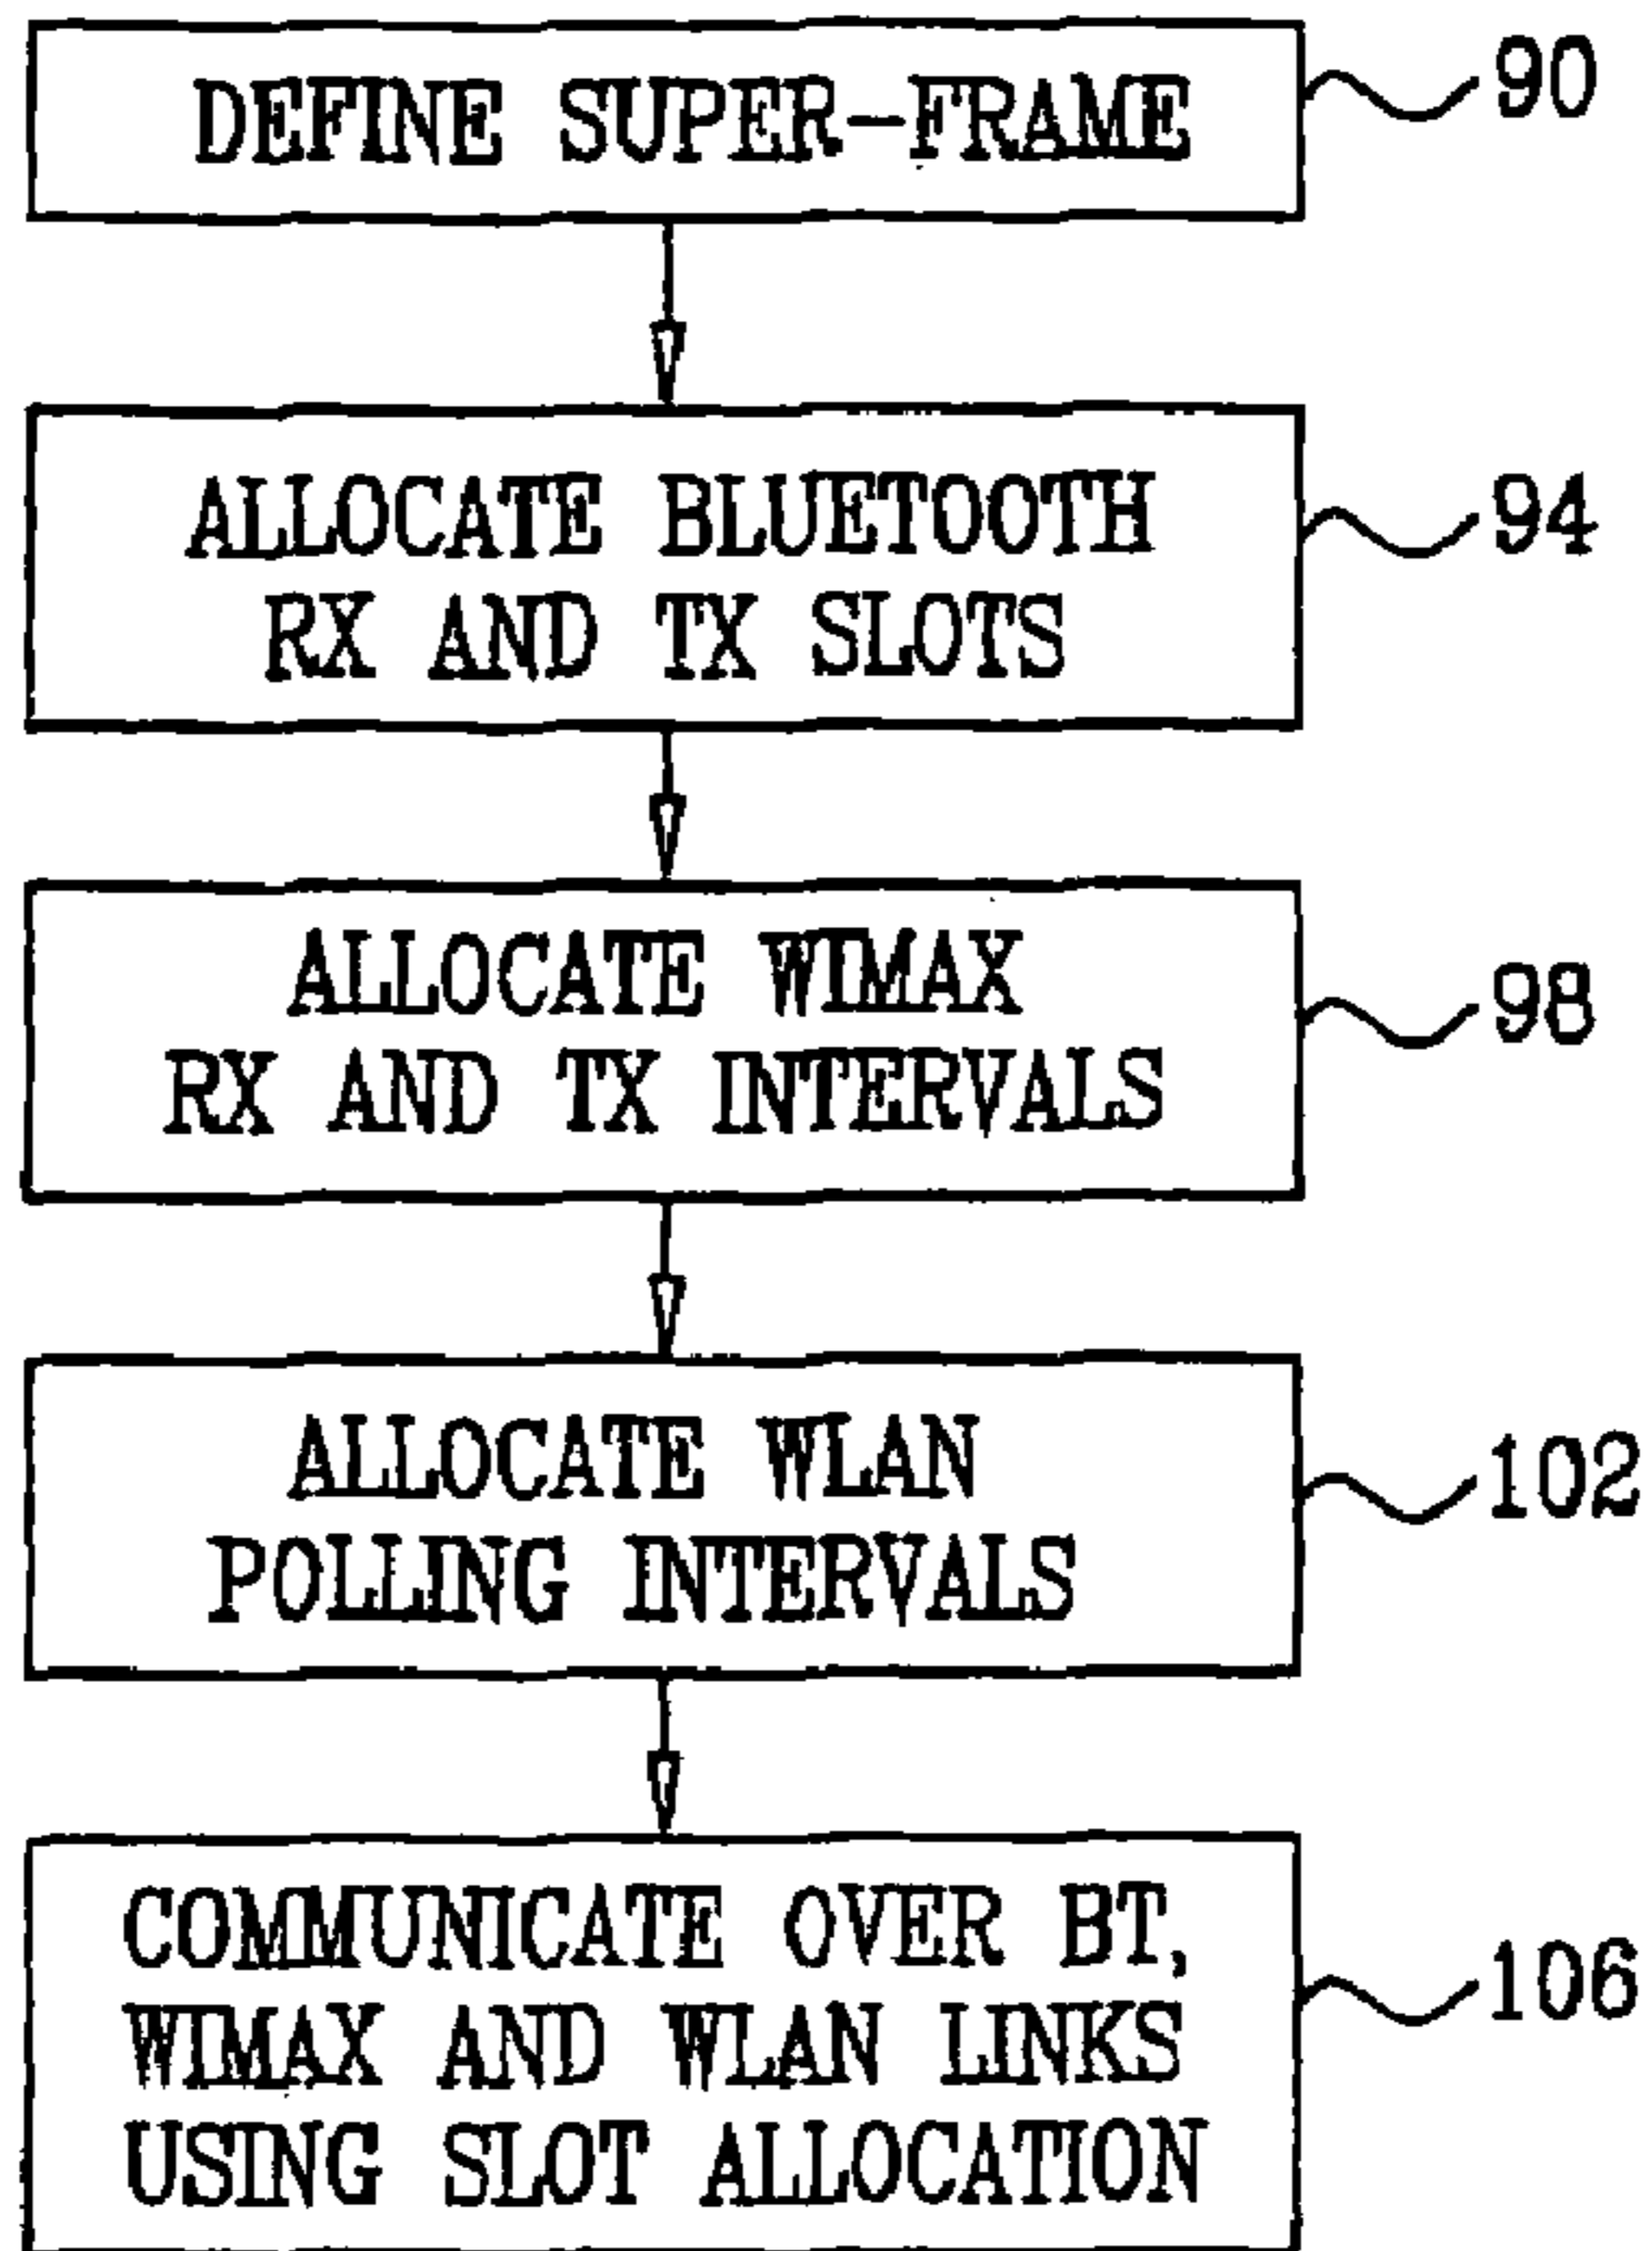 DEFINE SUPER-FRAME
90
ALLOCATE BLUETOOTH
RX AND TX SLOTS
94
ALLOCATE WIMAX
RX AND TX INTERVALS
98
ALLOCATE WLAN
POLLING INTERVALS
102
COMMUNICATE OVER BT,
WIMAX AND WLAN LINKS
USING SLOT ALLOCATION
106